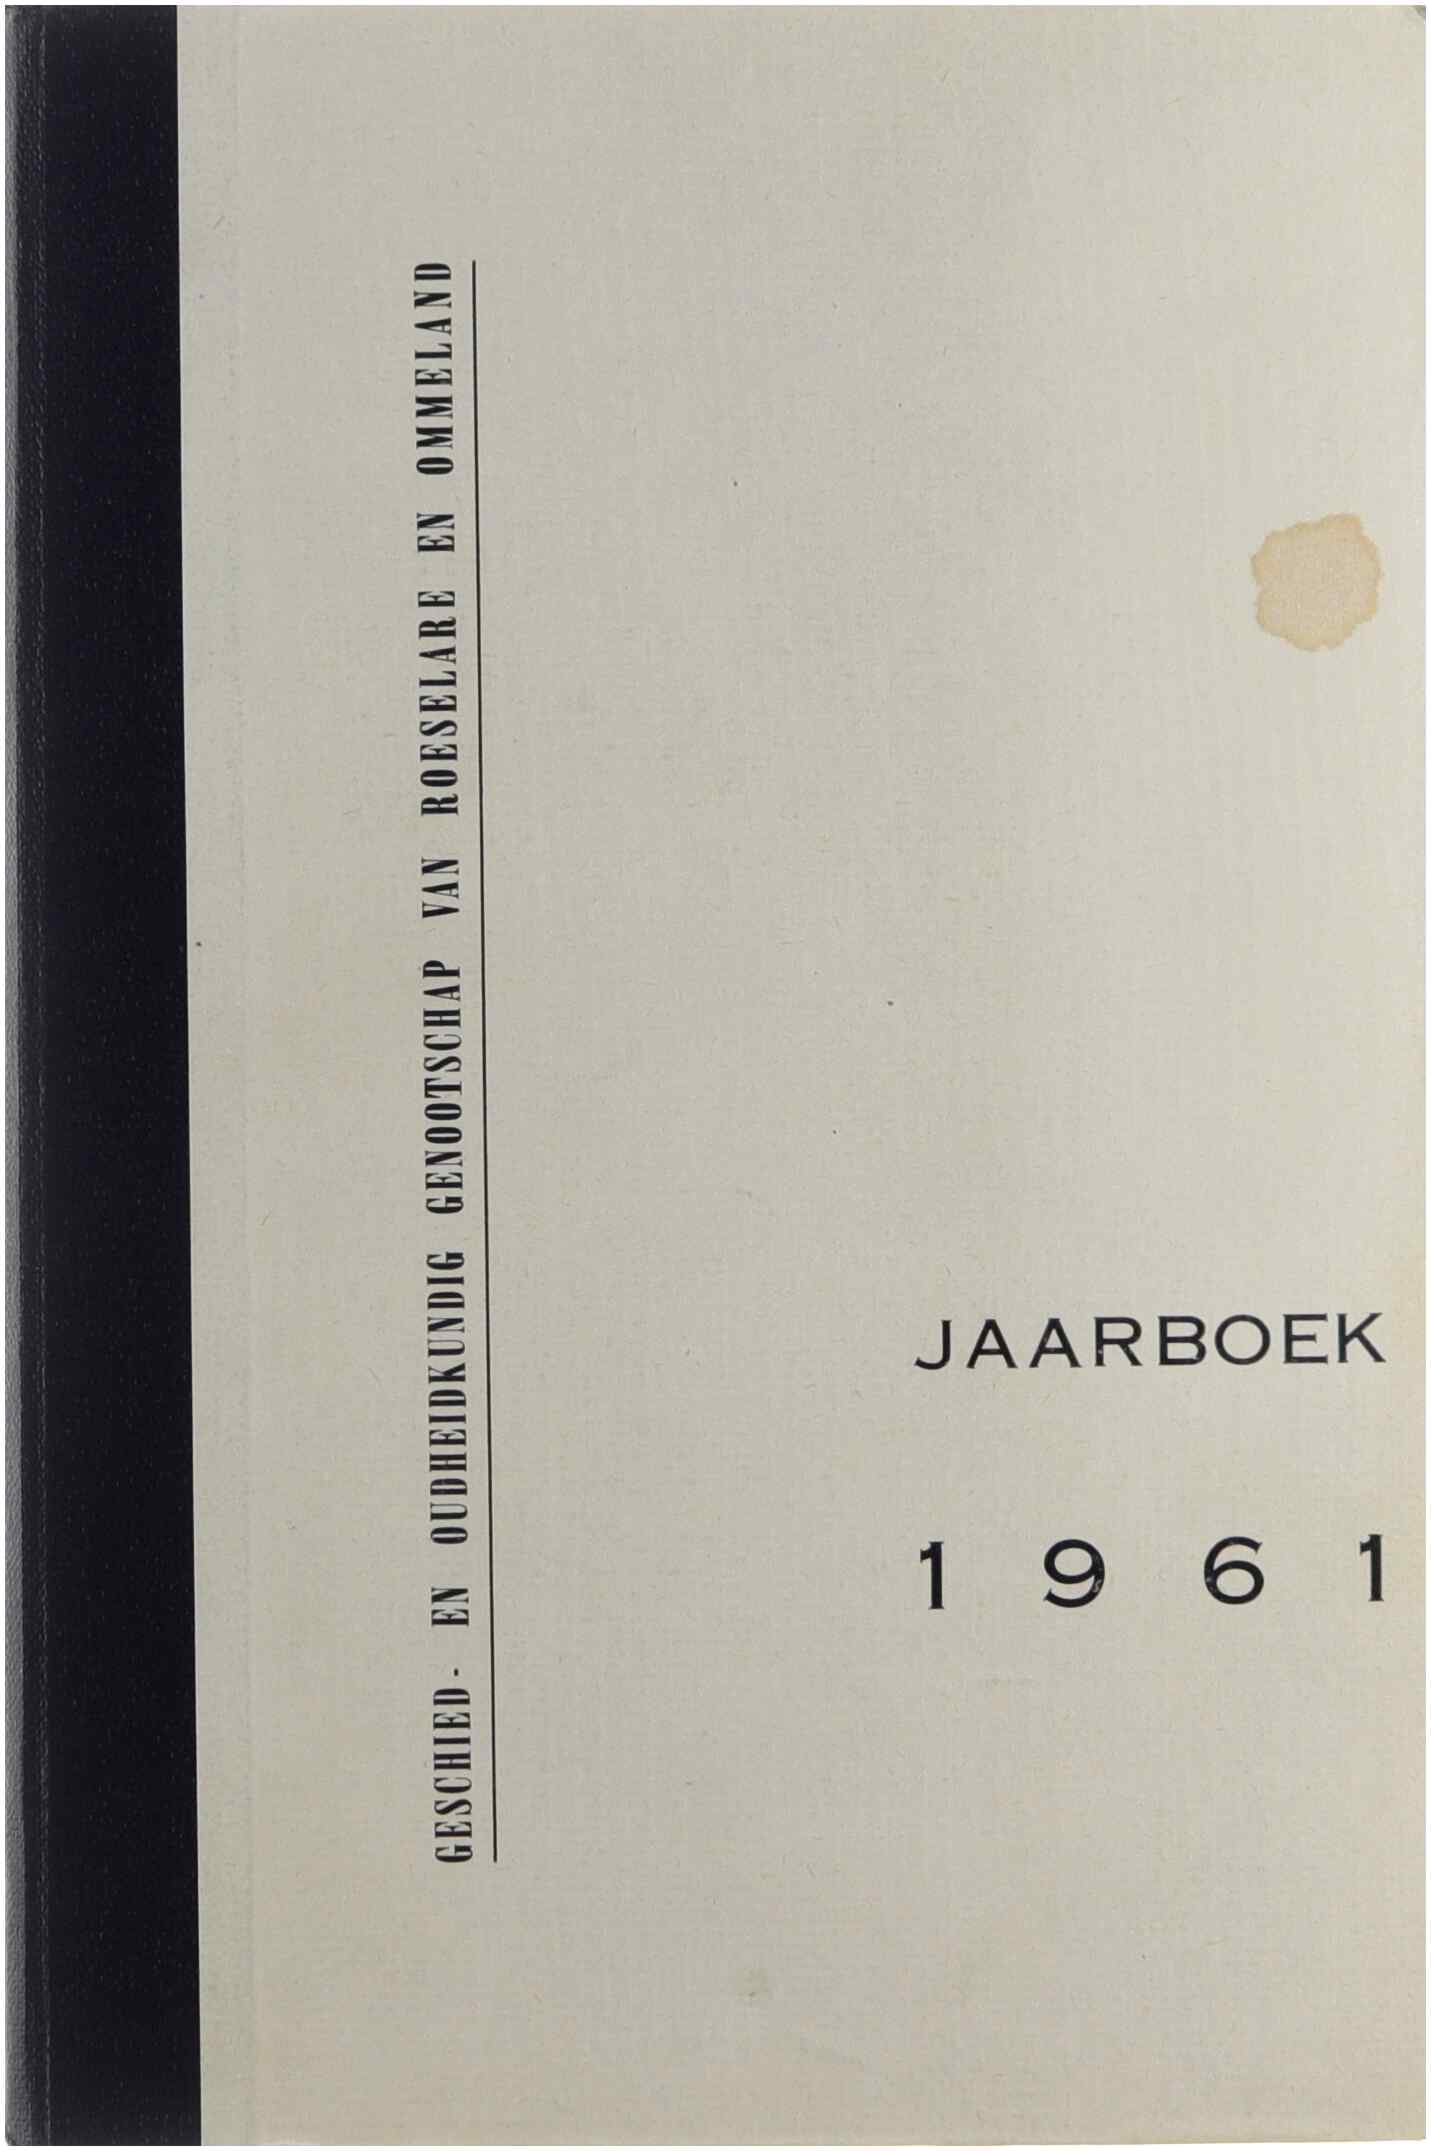 GESCHIED- EN OUDHEIDKUNDIG GENOOTSCHAP VAN ROESELARE EN OMMELAND
JAARBOEK
1961